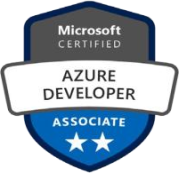 Microsoft
CERTIFIED
AZURE
DEVELOPER
ASSOCIATE